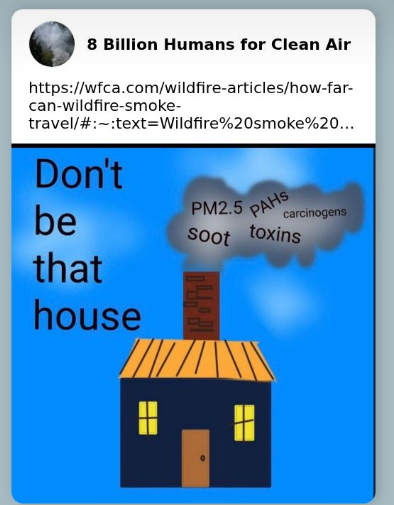 8 Billion Humans for Clean Air
https://wfca.com/wildfire-articles/how-far-
can-wildfire-smoke-
travel/#:~:text=Wildfire%20smoke%20...
Don't
be
that
house
PM2.5 PAHs
carcinogens
soot toxins